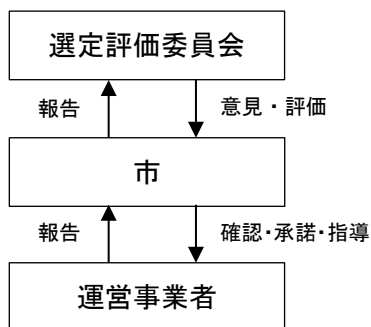 選定評価委員会
報告
意見・評価
市
報告
確認・承諾・指導
運営事業者